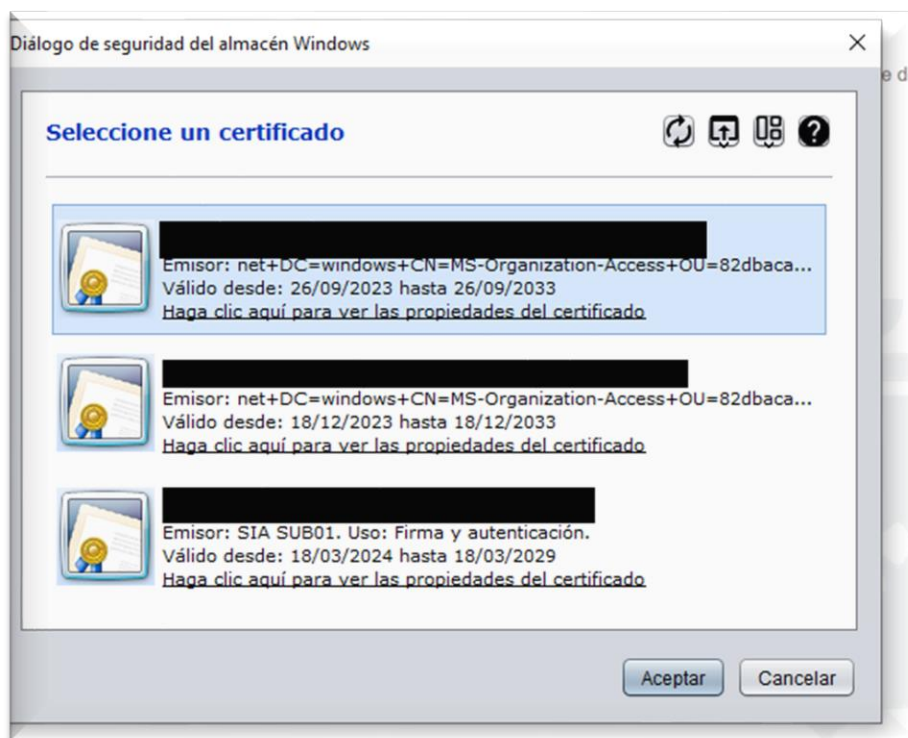 Diálogo de seguridad del almacén Windows
e d
Seleccione un certificado
Emisor: net+DC=windows+CN=MS-Organization-Access+OU=82dbaca...
Válido desde: 26/09/2023 hasta 26/09/2033
Haga clic aquí para ver las propiedades del certificado
Emisor: net+DC=windows+CN=MS-Organization-Access+OU=82dbaca...
Válido desde: 18/12/2023 hasta 18/12/2033
Haga clic aquí para ver las propiedades del certificado
Emisor: SIA SUB01. Uso: Firma y autenticación.
Válido desde: 18/03/2024 hasta 18/03/2029
Haga clic aquí para ver las propiedades del certificado
Aceptar
Cancelar